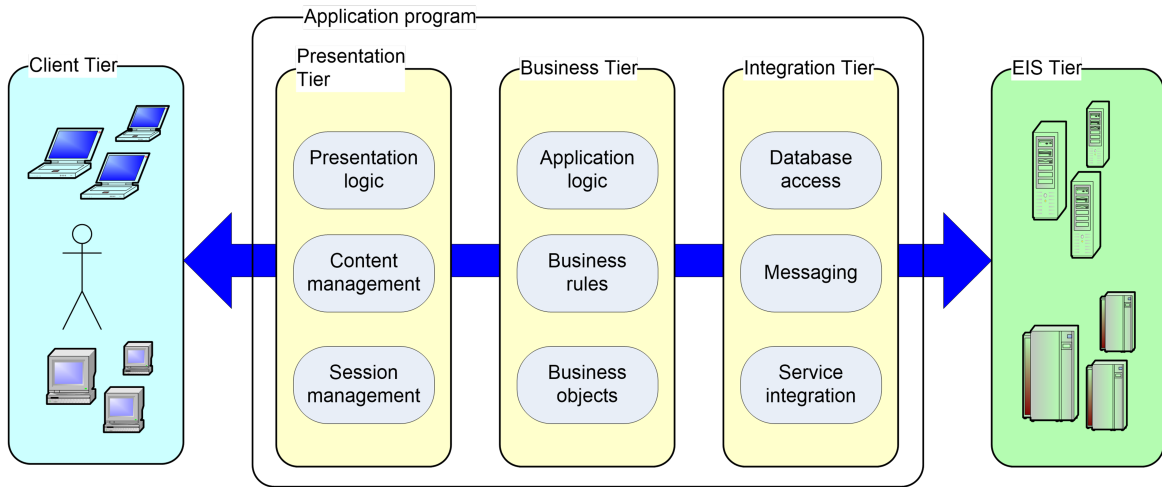 Application program
Client Tier
Presentation
Tier
Business Tier
Integration Tier
EIS Tier
Presentation
logic
Content
management
Session
management
Application
logic
Business
rules
Business
objects
Database
access
Messaging
Service
integration